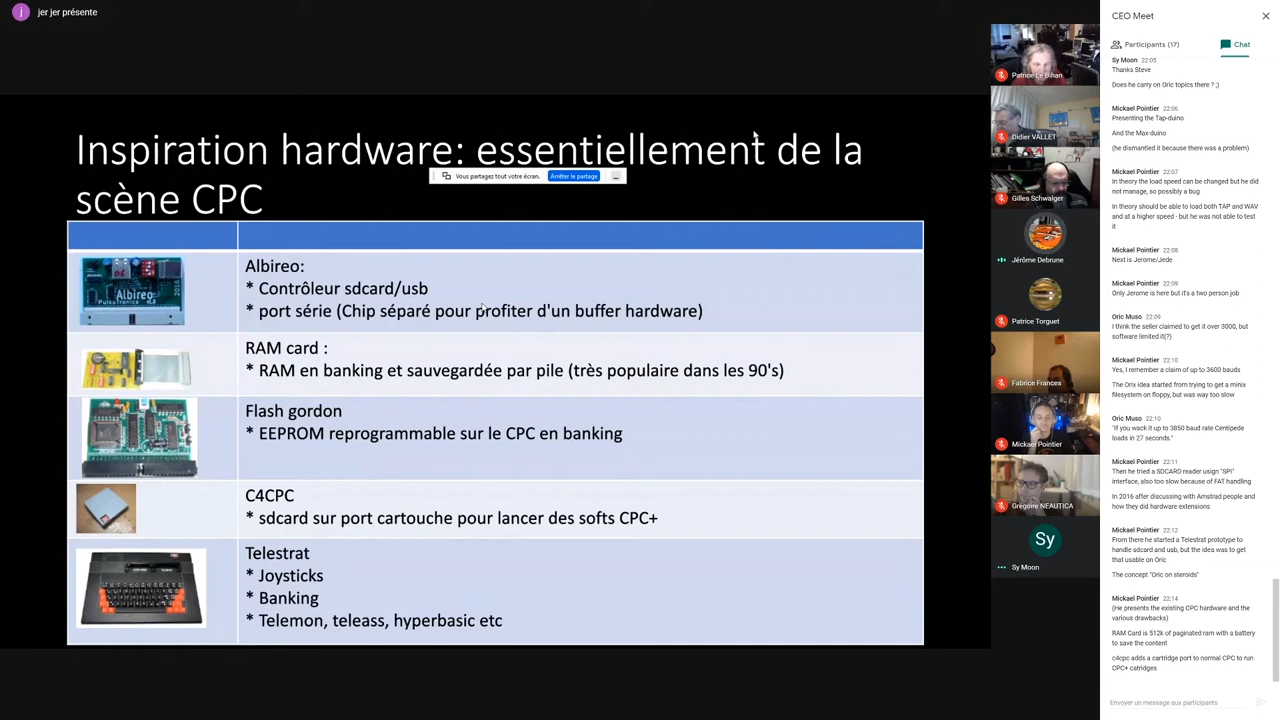 j
jer jer présente
Inspiration hardware: essentiellement de la
scène CPC
Vous partagez tout votre écran.
Arrêter le partage
Albireo
2016
Albireo:
* Contrôleur sdcard/usb
* port série (Chip séparé pour profiter d'un buffer hardware)
RAM card :
* RAM en banking et sauvegardée par pile (très populaire dans les 90's)
Flash gordon
* EEPROM reprogrammable sur le CPC en banking
C4CPC
* sdcard sur port cartouche pour lancer des softs CPC+
Telestrat
* Joysticks
* Banking
* Telemon, teleass, hyperbasic etc
Patrice Le Bihan
Didier VALLET
Gilles Schwalger
Jérôme Debrune
Patrice Torguet
Fabrice Frances
Mickael Pointier
Grégoire NEAUTICA
Sy
Sy Moon
CEO Meet
Participants (17)
Chat
Sy Moon 22:05
Thanks Steve
Does he carry on Oric topics there ? ;)
Mickael Pointier 22:06
Presenting the Tap-duino
And the Max-duino
(he dismantled it because there was a problem)
Mickael Pointier 22:07
In theory the load speed can be changed but he did
not manage, so possibly a bug
In theory should be able to load both TAP and WAV
and at a higher speed - but he was not able to test
it
Mickael Pointier 22:08
Next is Jerome/Jede
Mickael Pointier 22:09
Only Jerome is here but it's a two person job
Oric Muso 22:09
I think the seller claimed to get it over 3000, but
software limited it(?)
Mickael Pointier 22:10
Yes, I remember a claim of up to 3600 bauds
The Orix idea started from trying to get a minix
filesystem on floppy, but was way too slow
Oric Muso 22:10
"If you wack it up to 3850 baud rate Centipede
loads in 27 seconds."
Mickael Pointier 22:11
Then he tried a SDCARD reader usign "SPI"
interface, also too slow because of FAT handling
In 2016 after discussing with Amstrad people and
how they did hardware extensions
Mickael Pointier 22:12
From there he started a Telestrat prototype to
handle sdcard and usb, but the idea was to get
that usable on Oric
The concept "Oric on steroids"
Mickael Pointier 22:14
(He presents the existing CPC hardware and the
various drawbacks)
RAM Card is 512k of paginated ram with a battery
to save the content
c4cpc adds a cartridge port to normal CPC to run
CPC+ catridges
Envoyer un message aux participants